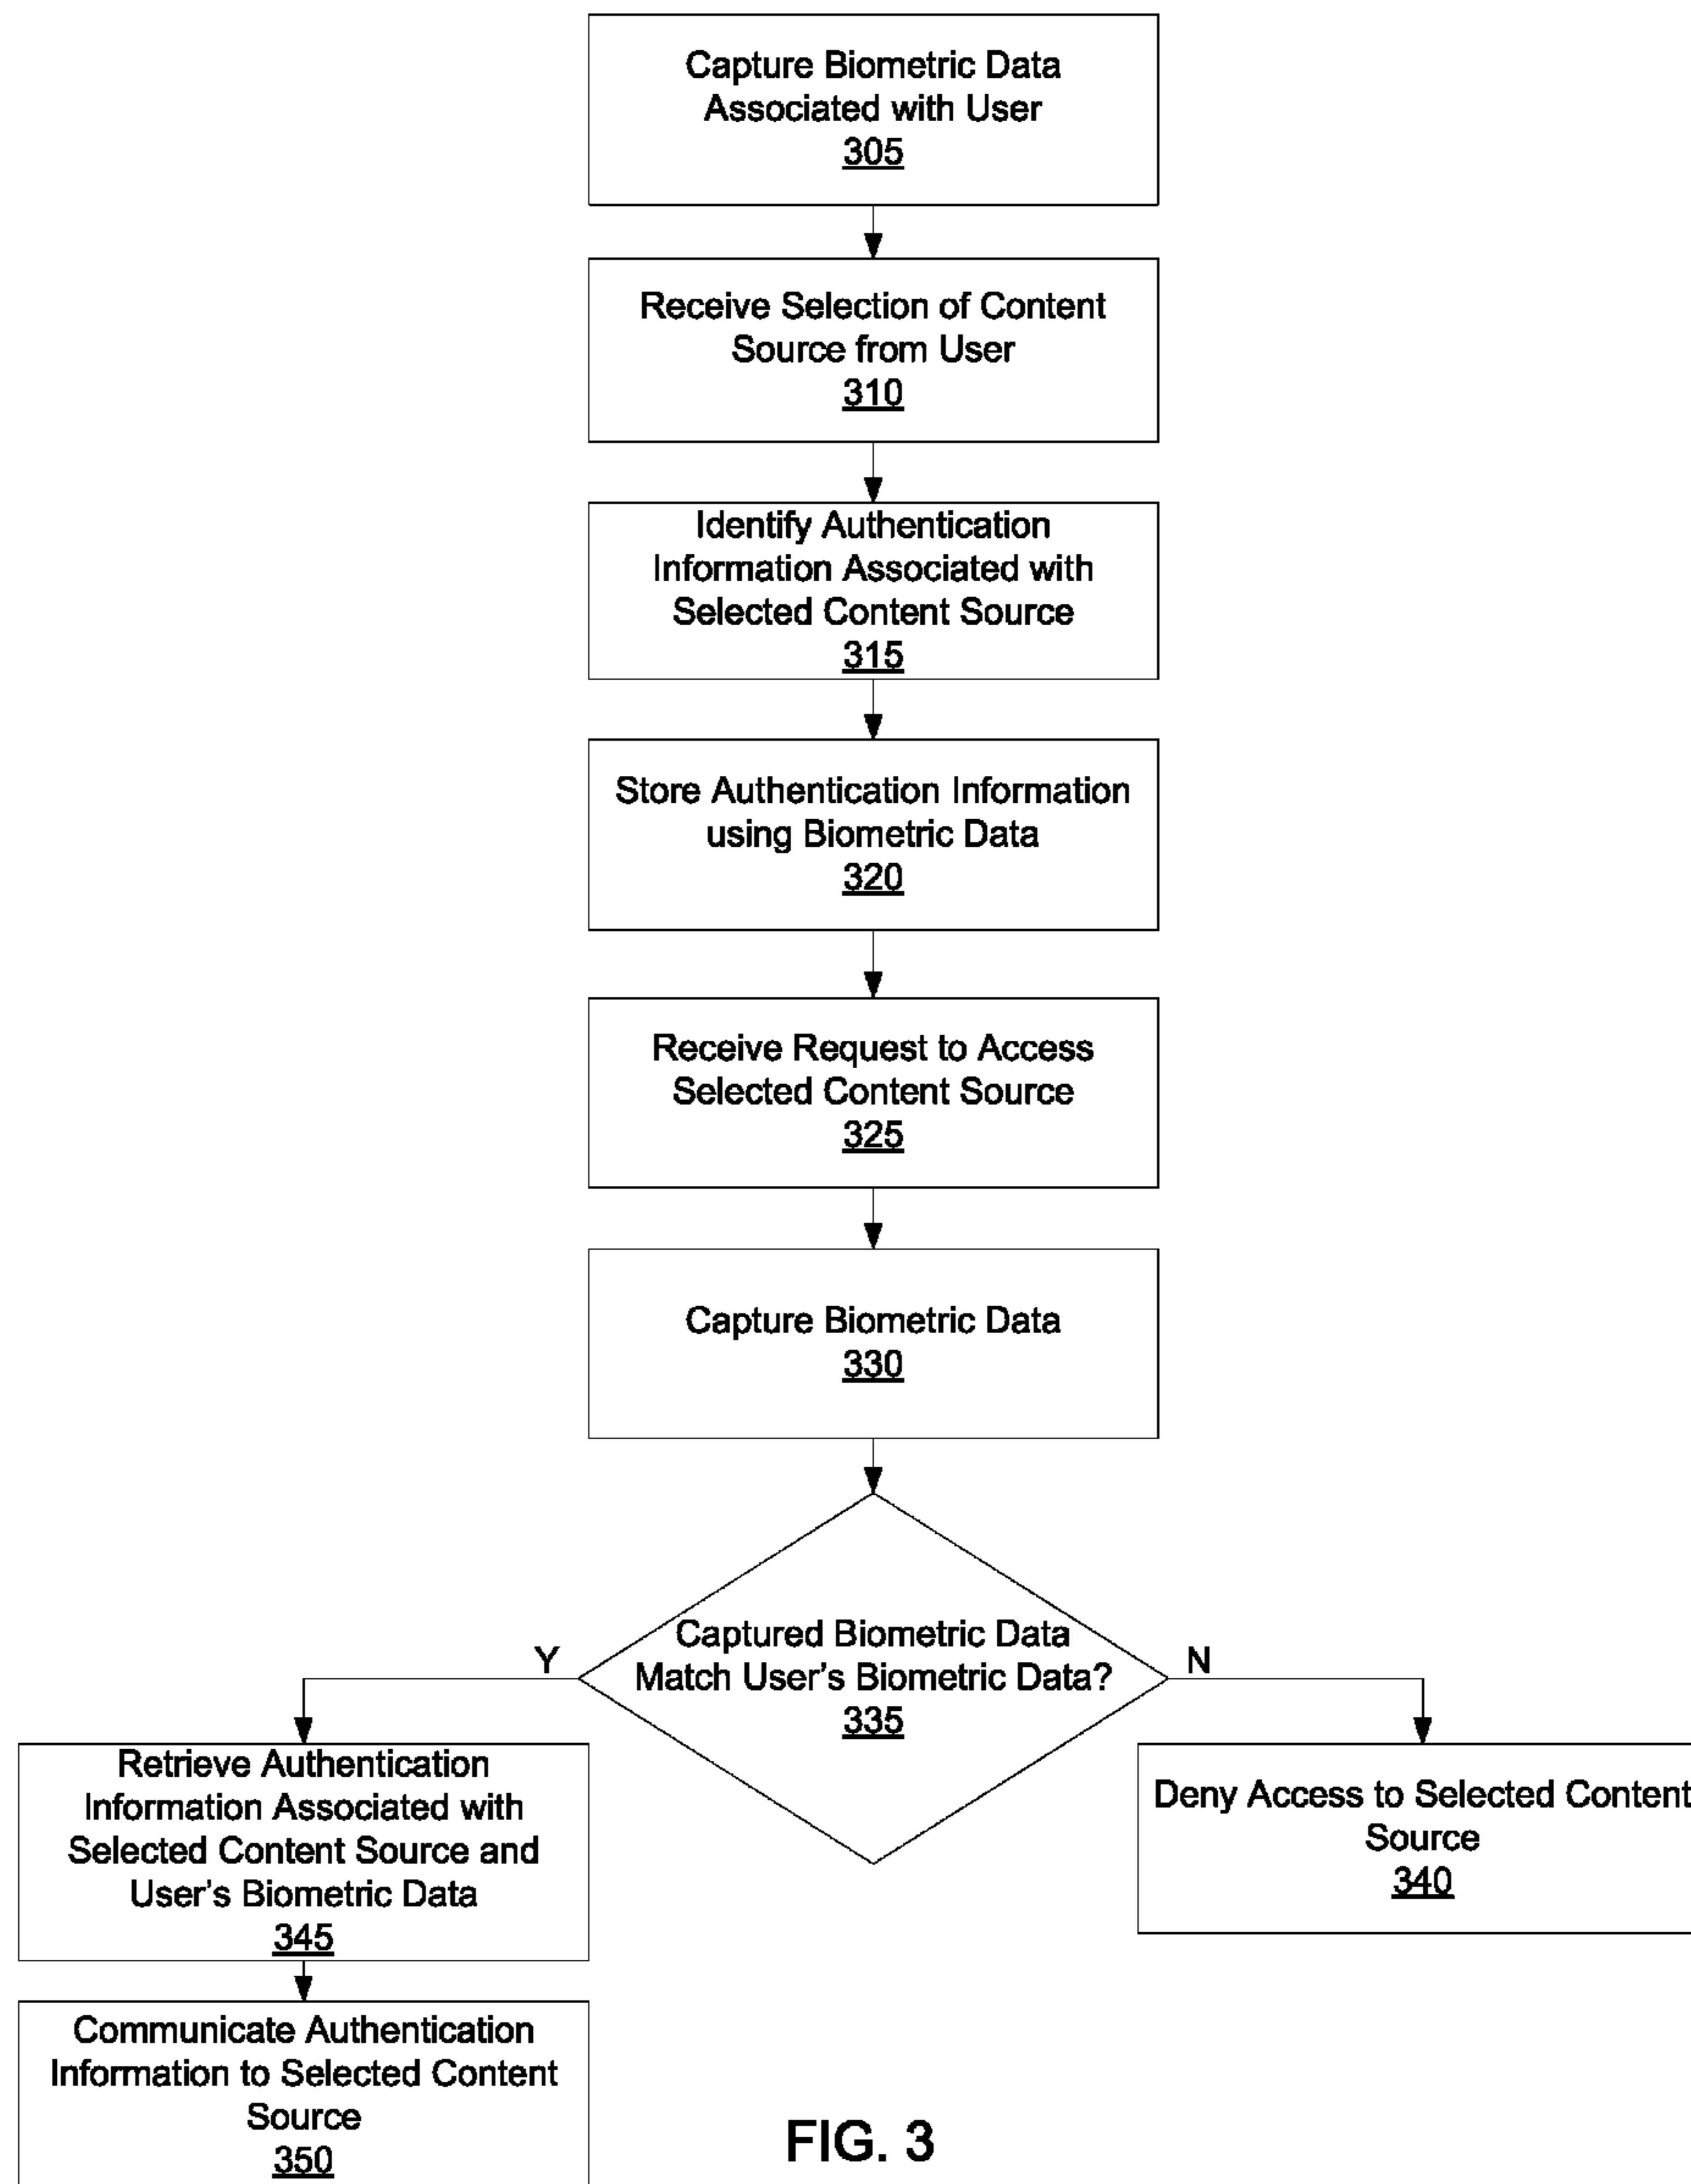 Capture Biometric Data
Associated with User
305
Receive Selection of Content
Source from User
310
Identify Authentication
Information Associated with
Selected Content Source
315
Store Authentication Information
using Biometric Data
320
Receive Request to Access
Selected Content Source
325
Capture Biometric Data
330
Captured Biometric Data
Match User's Biometric Data?
335
Y
N
Retrieve Authentication
Information Associated with
Selected Content Source and
User's Biometric Data
345
Deny Access to Selected Content
Source
340
Communicate Authentication
Information to Selected Content
Source
350
FIG. 3